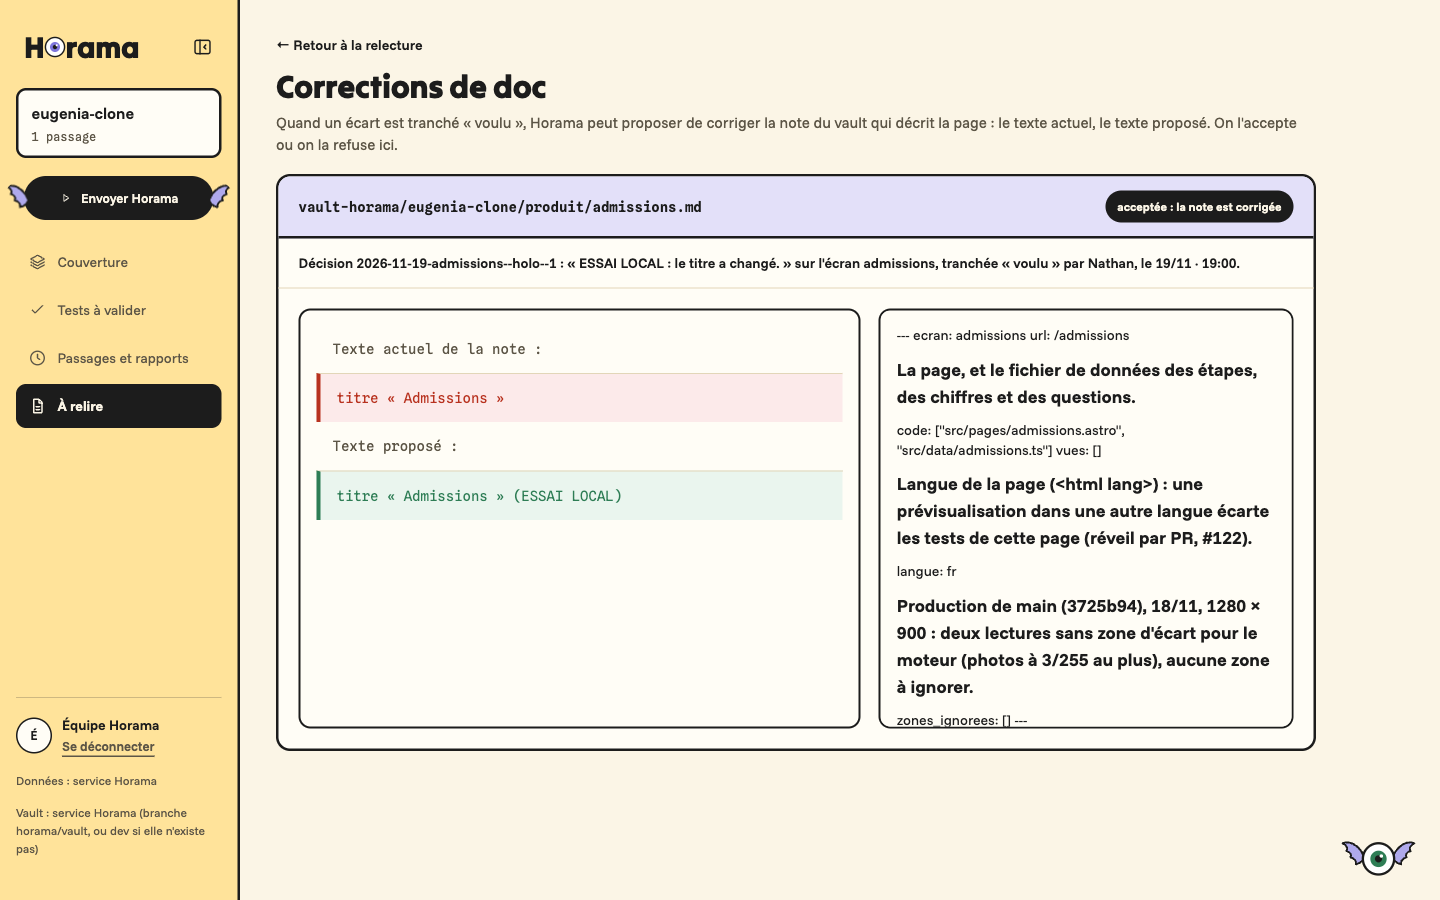 Horama
eugenia-clone
1 passage
Envoyer Horama
Couverture
Tests à valider
Passages et rapports
À relire
É
Équipe Horama
Se déconnecter
Données : service Horama
Vault : service Horama (branche
horama/vault, ou dev si elle n'existe
pas)
← Retour à la relecture
Corrections de doc
Quand un écart est tranché « voulu », Horama peut proposer de corriger la note du vault qui décrit la page : le texte actuel, le texte proposé. On l'accepte
ou on la refuse ici.
vault-horama/eugenia-clone/produit/admissions.md
acceptée : la note est corrigée
Décision 2026-11-19-admissions--holo--1 : « ESSAI LOCAL : le titre a changé. » sur l'écran admissions, tranchée « voulu » par Nathan, le 19/11 · 19:00.
Texte actuel de la note :
titre « Admissions »
Texte proposé :
titre « Admissions » (ESSAI LOCAL)
--- ecran: admissions url: /admissions
La page, et le fichier de données des étapes,
des chiffres et des questions.
code: ["src/pages/admissions.astro",
"src/data/admissions.ts"] vues: []
Langue de la page (<html lang>) : une
prévisualisation dans une autre langue écarte
les tests de cette page (réveil par PR, #122).
langue: fr
Production de main (3725b94), 18/11, 1280 ×
900 : deux lectures sans zone d'écart pour le
moteur (photos à 3/255 au plus), aucune zone
à ignorer.
zones_ignorees: [] ---